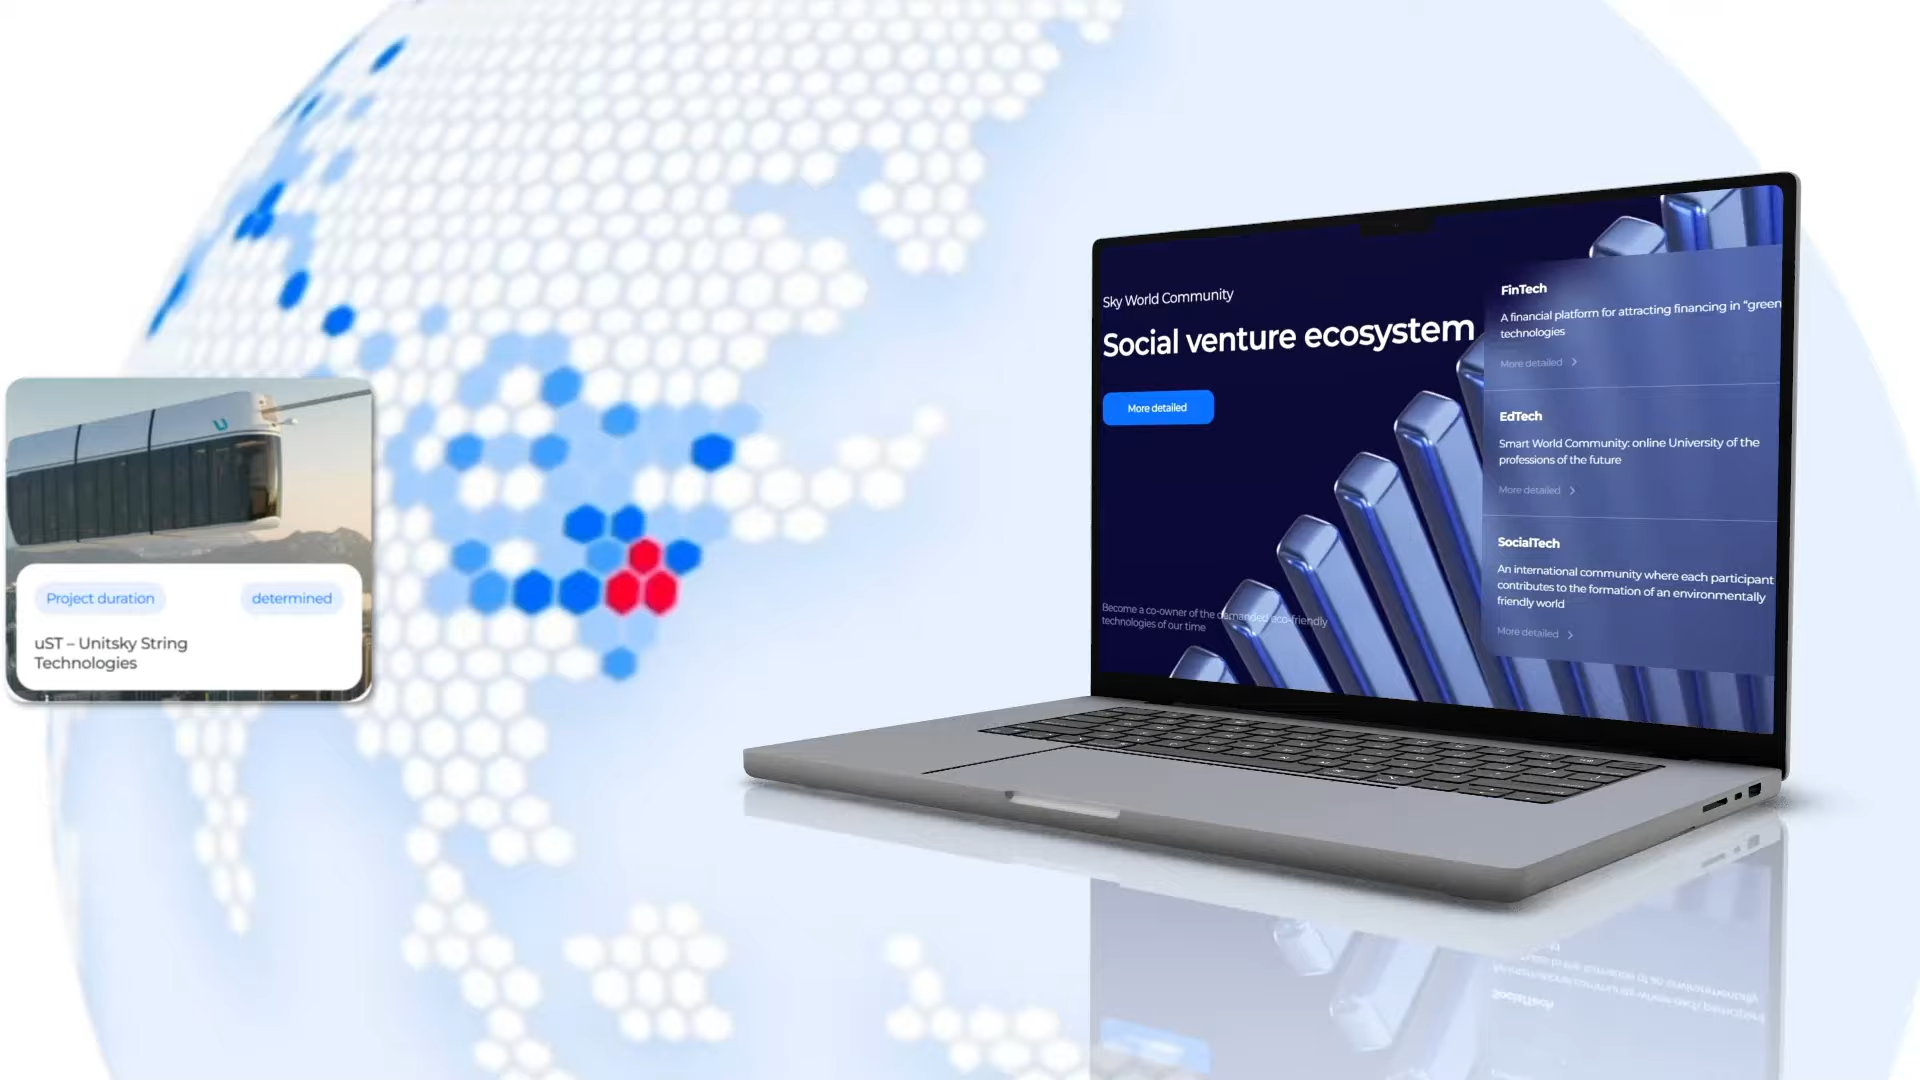 Project duration
determined
uST – Unitsky String
Technologies
Sky World Community
Social venture ecosystem
More detailed
Become a co-owner of the demanded eco-friendly
technologies of our time
FinTech
A financial platform for attracting financing in “green
technologies
More detailed
EdTech
Smart World Community: online University of the
professions of the future
More detailed
SocialTech
An international community where each participant
contributes to the formation of an environmentally
friendly world
More detailed